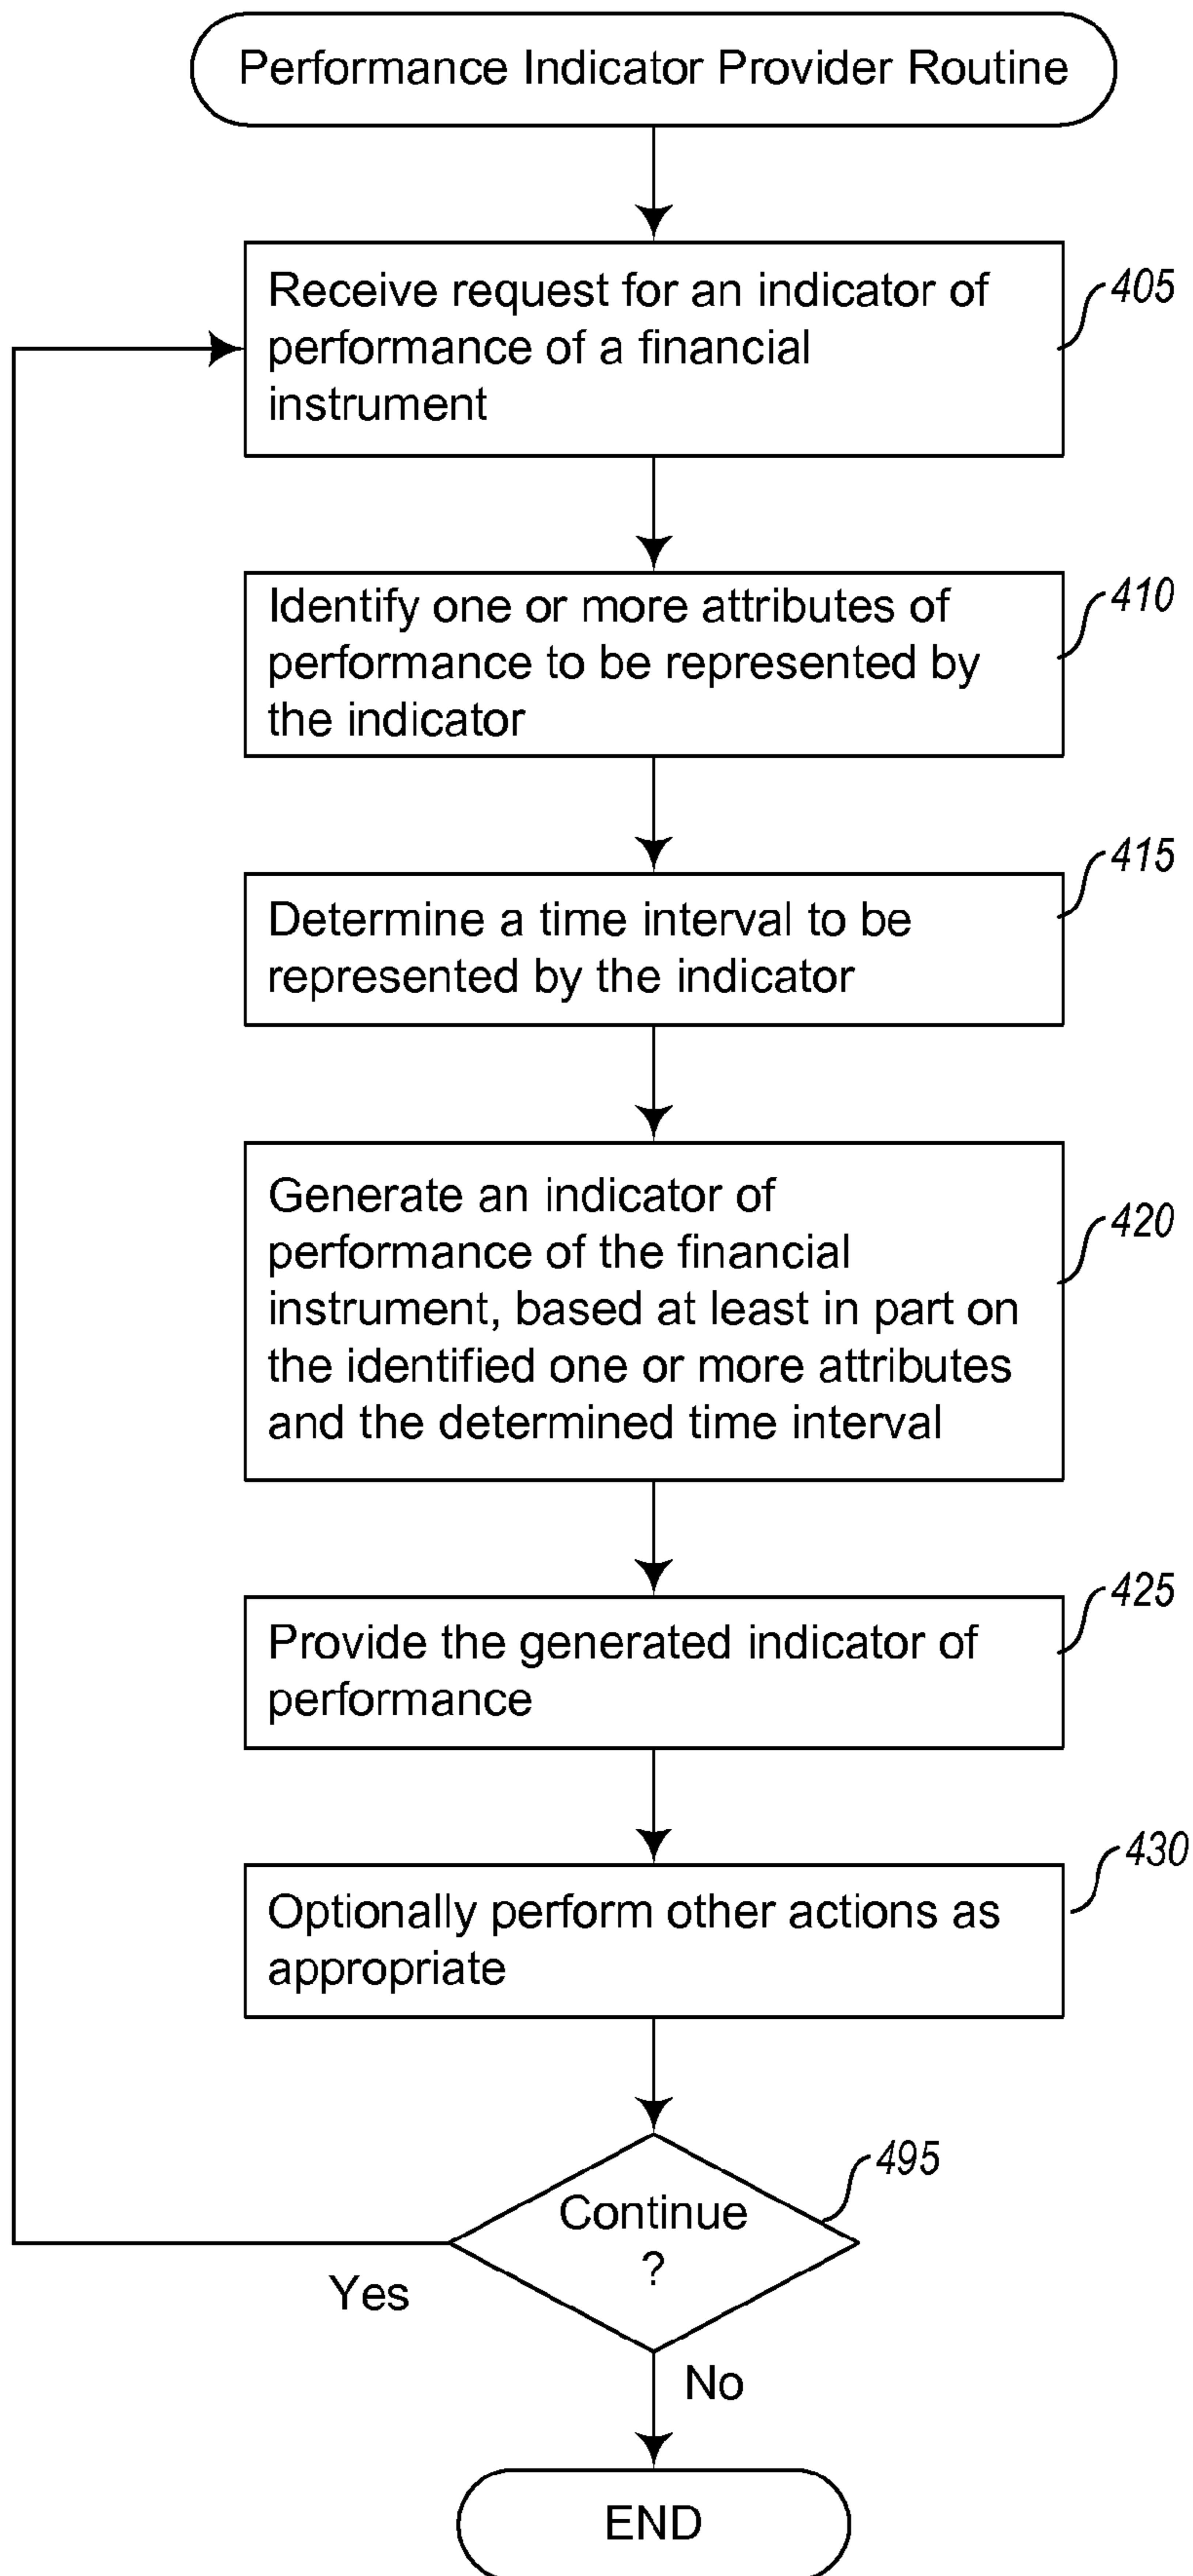 Performance Indicator Provider Routine
Receive request for an indicator of
performance of a financial
instrument
405
Identify one or more attributes of
performance to be represented by
the indicator
410
Determine a time interval to be
represented by the indicator
415
Generate an indicator of
performance of the financial
instrument, based at least in part on
the identified one or more attributes
and the determined time interval
420
Provide the generated indicator of
performance
425
Optionally perform other actions as
appropriate
430
Continue
?
495
Yes
No
END